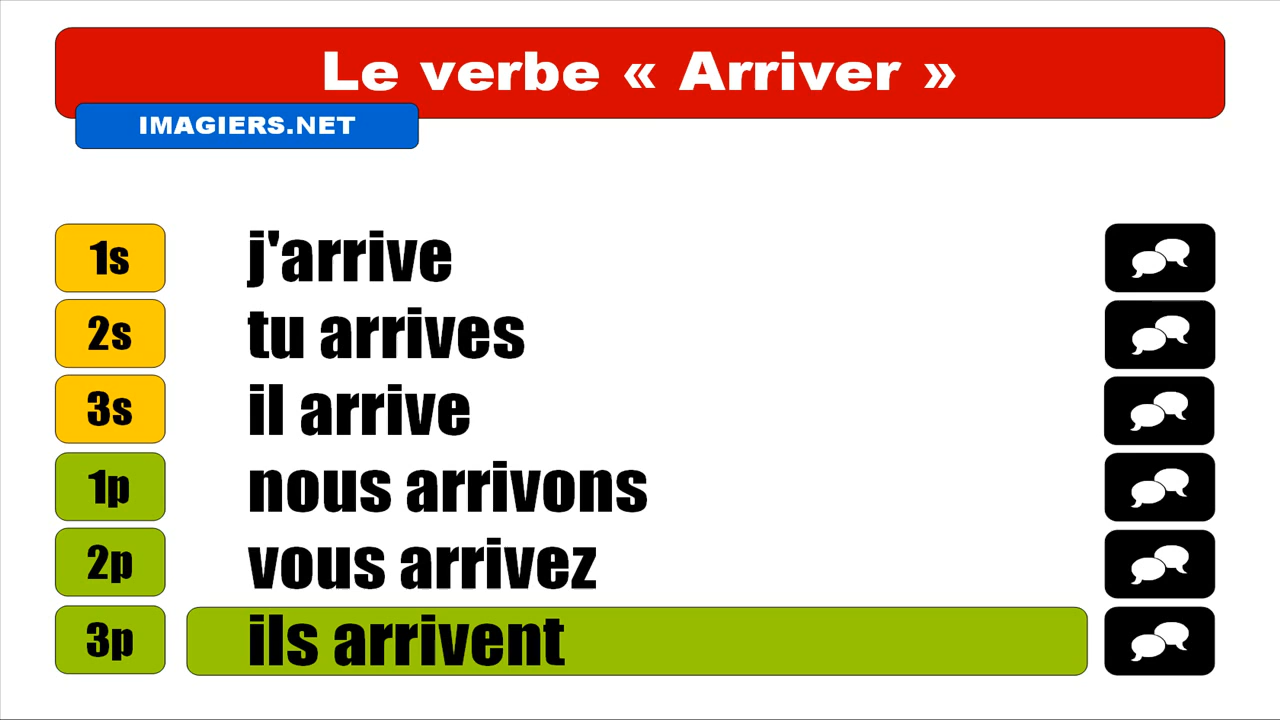 Le verbe « Arriver »
IMAGIERS.NET
1s j'arrive
2s tu arrives
3s il arrive
1p nous arrivons
2p vous arrivez
3p ils arrivent